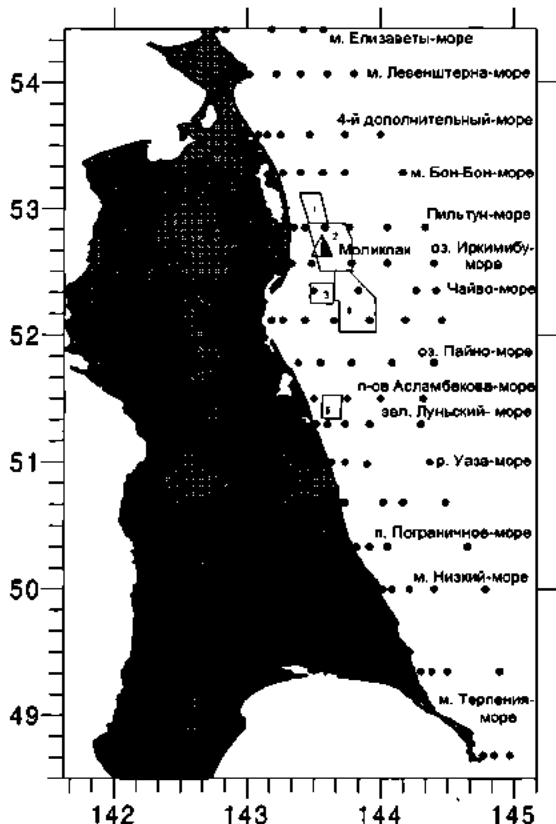 м. Елизаветы-море
54
м. Левенштерна-море
4-й дополнительный-море
м. Бон-Бон-море
53
1
Пильтун-море
2
Моликпак
оз. Иркимибу-
море
3
Чайво-море
52
оз. Пайно-море
п-ов Асламбекова-море
зал. Луньский- море
51
р. Уаза-море
п. Пограничное-море
м. Низкий-море
50
49
м. Терпения-
море
142
143
144
145